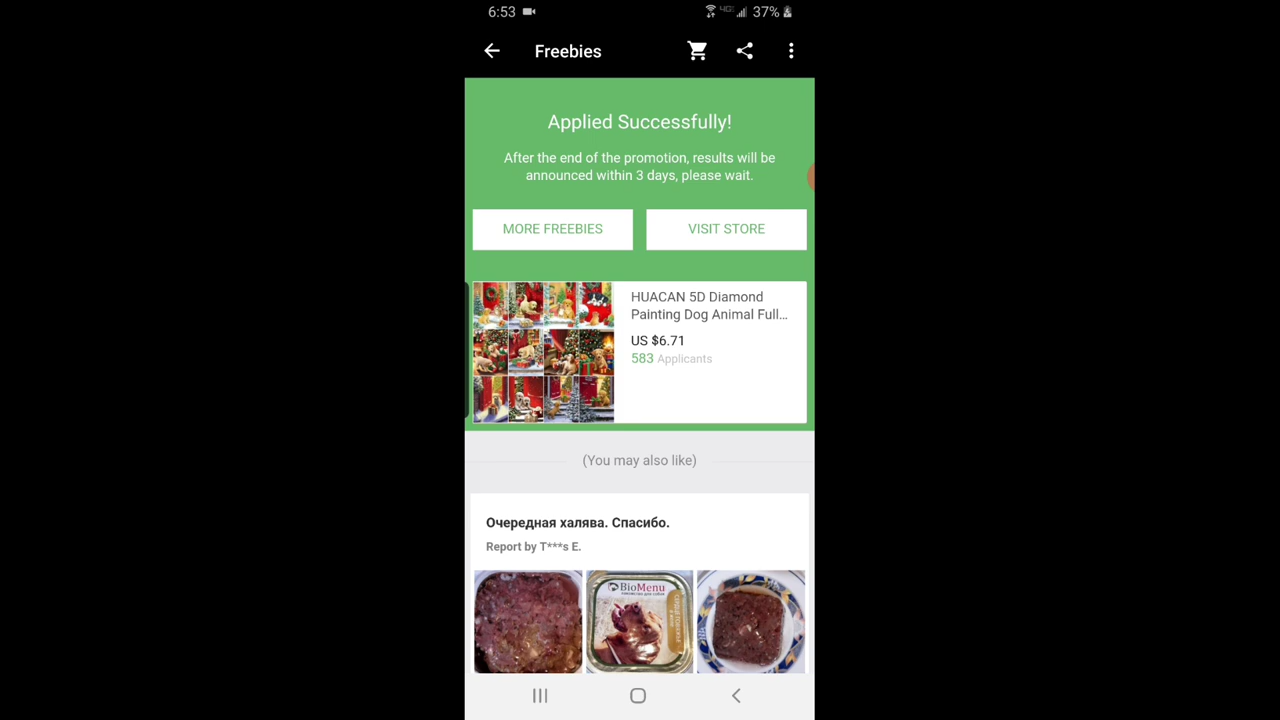 6:53
4G 37%
Freebies
Applied Successfully!
After the end of the promotion, results will be
announced within 3 days, please wait.
MORE FREEBIES
VISIT STORE
HUACAN 5D Diamond
Painting Dog Animal Full...
US $6.71
583 Applicants
(You may also like)
Очередная халява. Спасибо.
Report by T***s E.
BioMenu